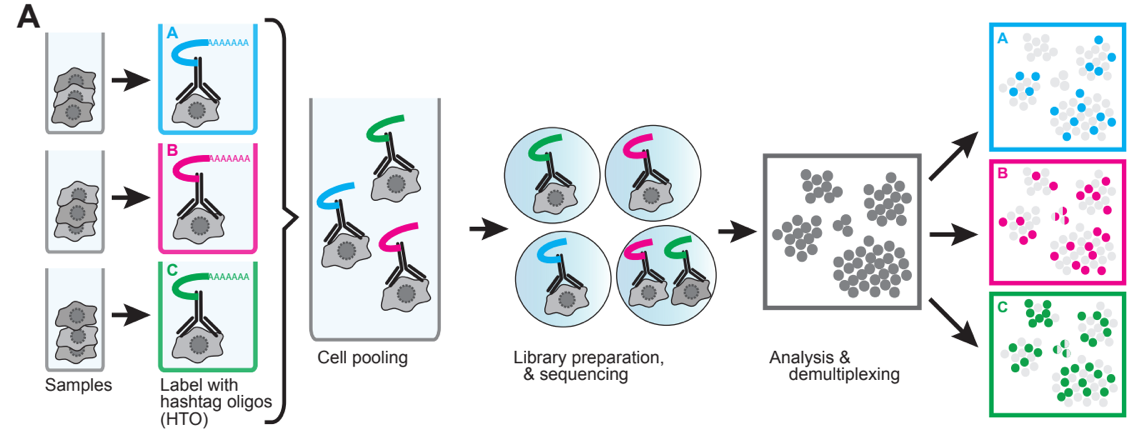 A
A
AAAAAAA
B
AAAAAAA
C
AAAAAAA
Samples
Label with
hashtag oligos
(HTO)
Cell pooling
Library preparation,
& sequencing
Analysis &
demultiplexing
A
B
C